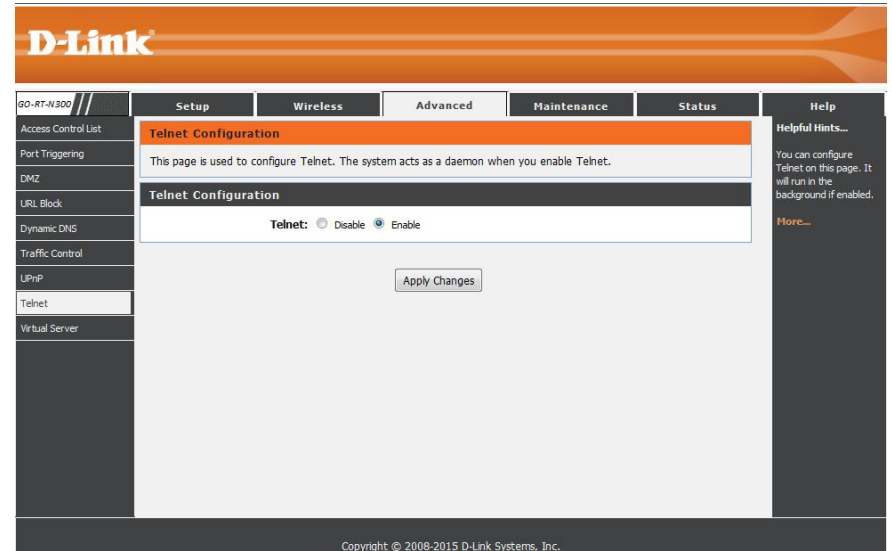 D-Link
GO-RT-N300
Setup
Wireless
Advanced
Maintenance
Status
Help
Access Control List
Port Triggering
DMZ
URL Block
Dynamic DNS
Traffic Control
UPnP
Telnet
Virtual Server
Telnet Configuration
This page is used to configure Telnet. The system acts as a daemon when you enable Telnet.
Telnet Configuration
Telnet: Disable Enable
Apply Changes
Helpful Hints...
You can configure
Telnet on this page. It
will run in the
background if enabled.
More...
Copyright © 2008-2015 D-Link Systems, Inc.